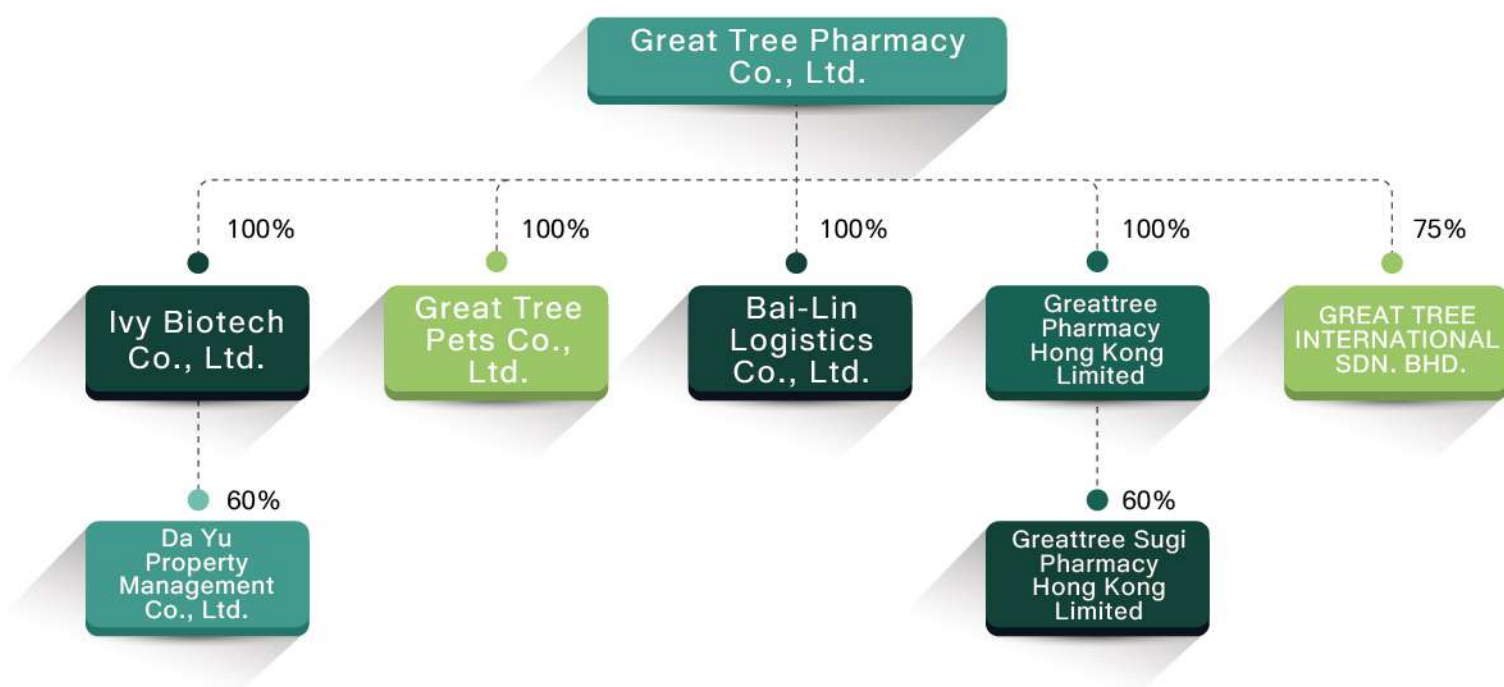 Great Tree Pharmacy
Co., Ltd.
100%
100%
100%
100%
75%
Ivy Biotech
Co., Ltd.
Great Tree
Pets Co.,
Ltd.
Bai-Lin
Logistics
Co., Ltd.
Greattree
Pharmacy
Hong Kong
Limited
GREAT TREE
INTERNATIONAL
SDN. BHD.
60%
60%
Da Yu
Property
Management
Co., Ltd.
Greattree Sugi
Pharmacy
Hong Kong
Limited